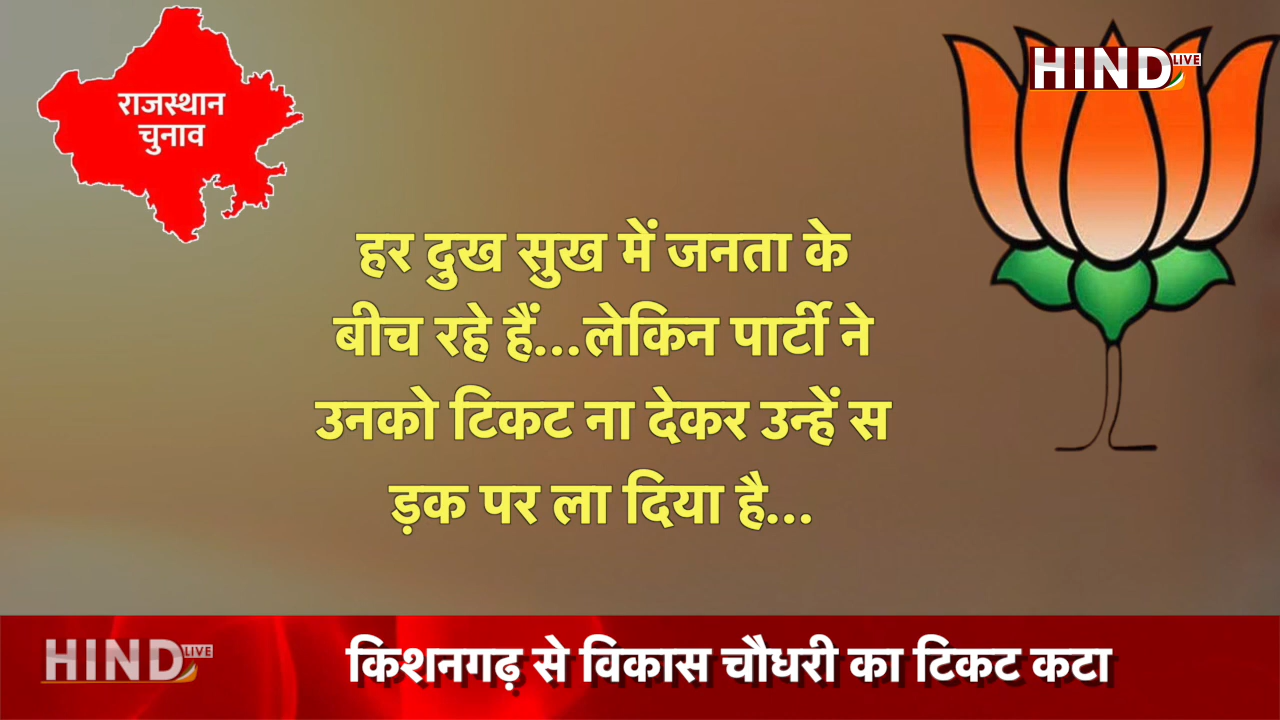 राजस्थान
चुनाव
HIND LIVE
हर दुख सुख में जनता के
बीच रहे हैं...लेकिन पार्टी ने
उनको टिकट ना देकर उन्हें स
ड़क पर ला दिया है...
HIND LIVE
किशनगढ़ से विकास चौधरी का टिकट कटा